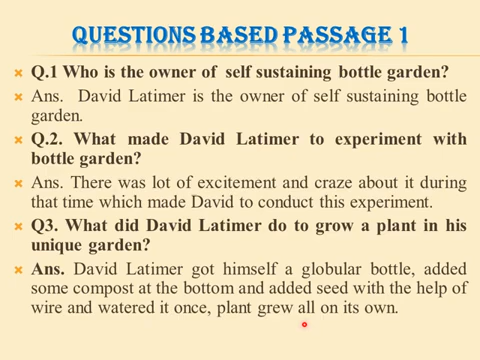 QUESTIONS BASED PASSAGE 1
Q.1 Who is the owner of self sustaining bottle garden?
Ans. David Latimer is the owner of self sustaining bottle
garden.
Q.2. What made David Latimer to experiment with
bottle garden?
Ans. There was lot of excitement and craze about it during
that time which made David to conduct this experiment.
Q3. What did David Latimer do to grow a plant in his
unique garden?
Ans. David Latimer got himself a globular bottle, added
some compost at the bottom and added seed with the help of
wire and watered it once, plant grew all on its own.